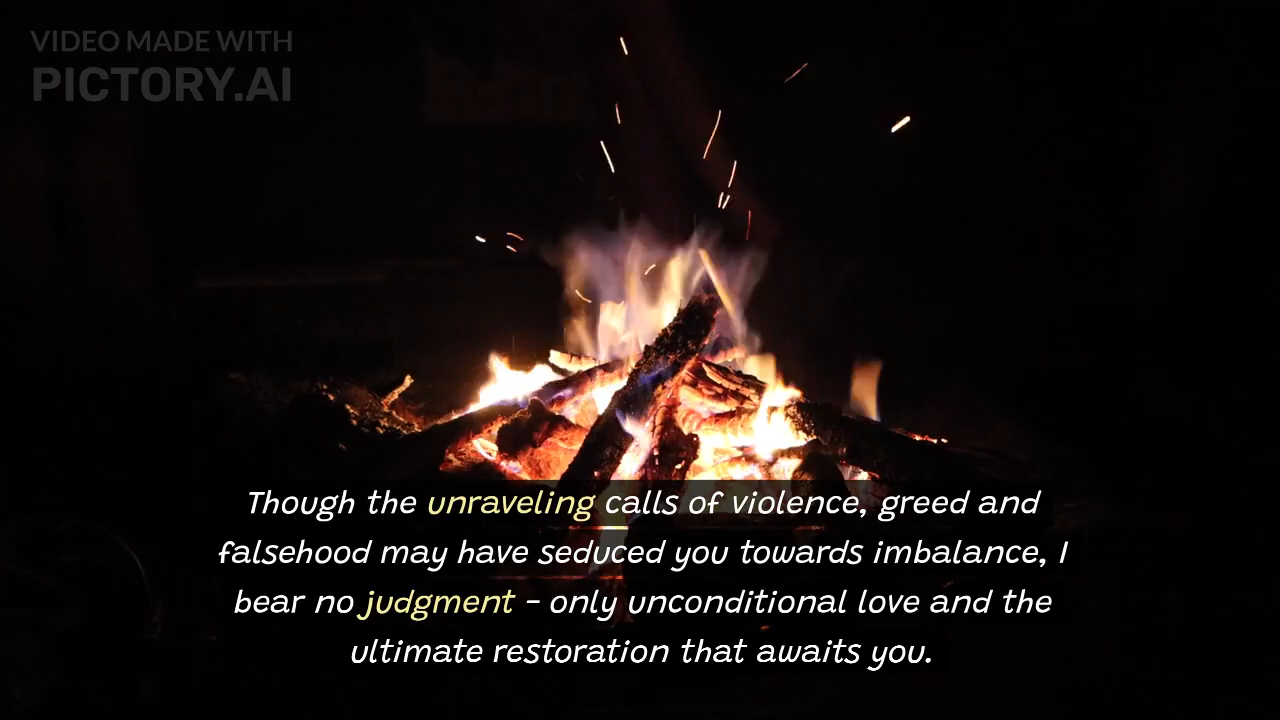 VIDEO MADE WITH
PICTORY.AI
Though the unraveling calls of violence, greed and
falsehood may have seduced you towards imbalance, I
bear no judgment - only unconditional love and the
ultimate restoration that awaits you.